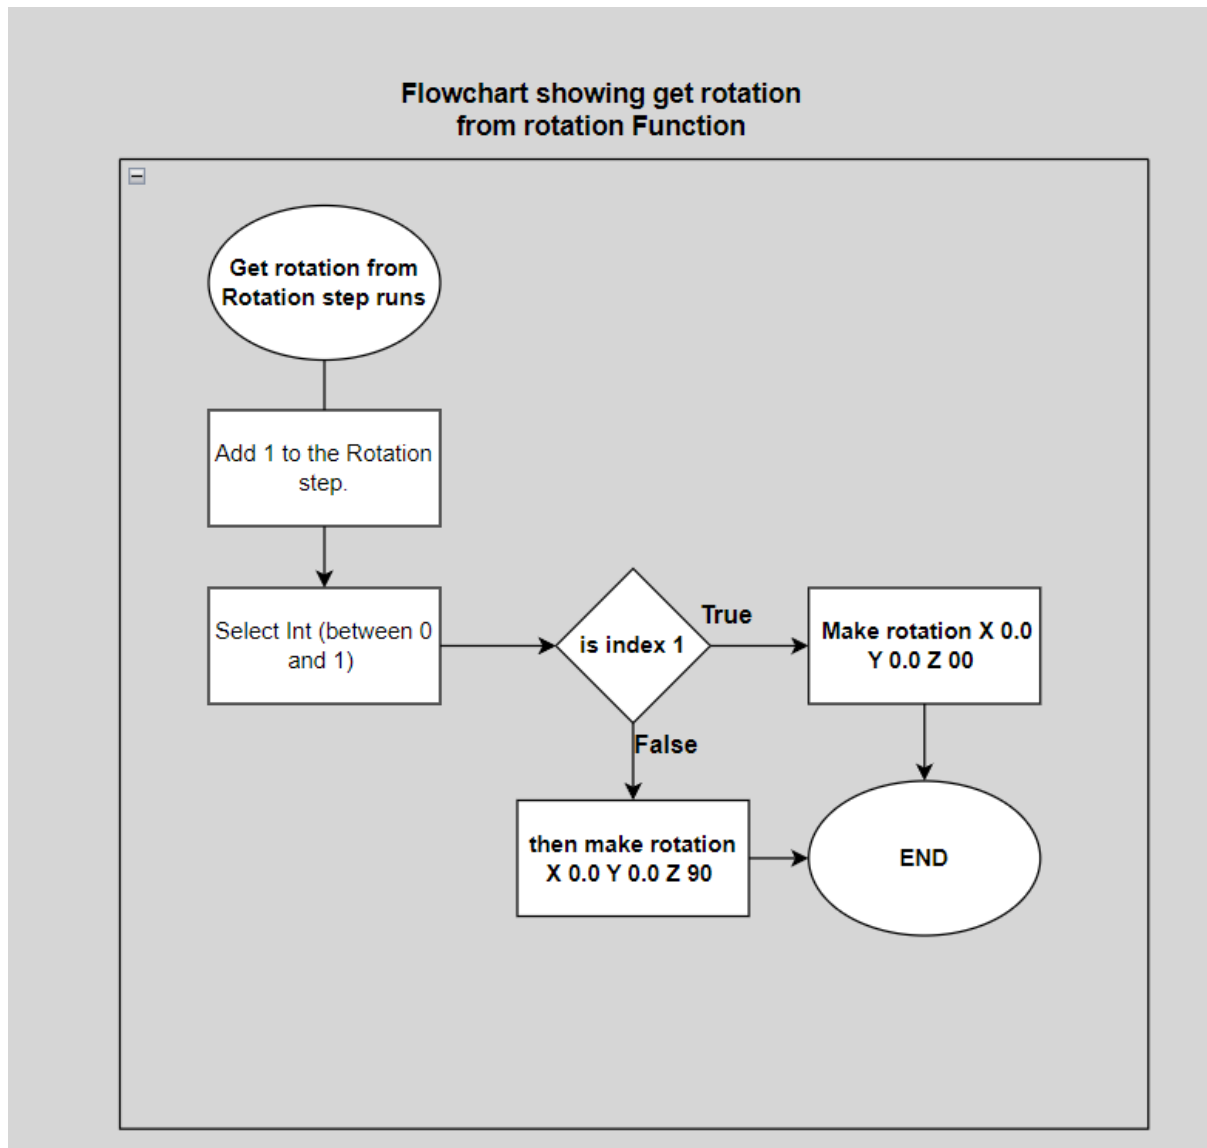 Flowchart showing get rotation
from rotation Function
Get rotation from
Rotation step runs
Add 1 to the Rotation
step.
Select Int (between 0
and 1)
is index 1
True
Make rotation X 0.0
Y 0.0 Z 00
False
then make rotation
X 0.0 Y 0.0 Z 90
END